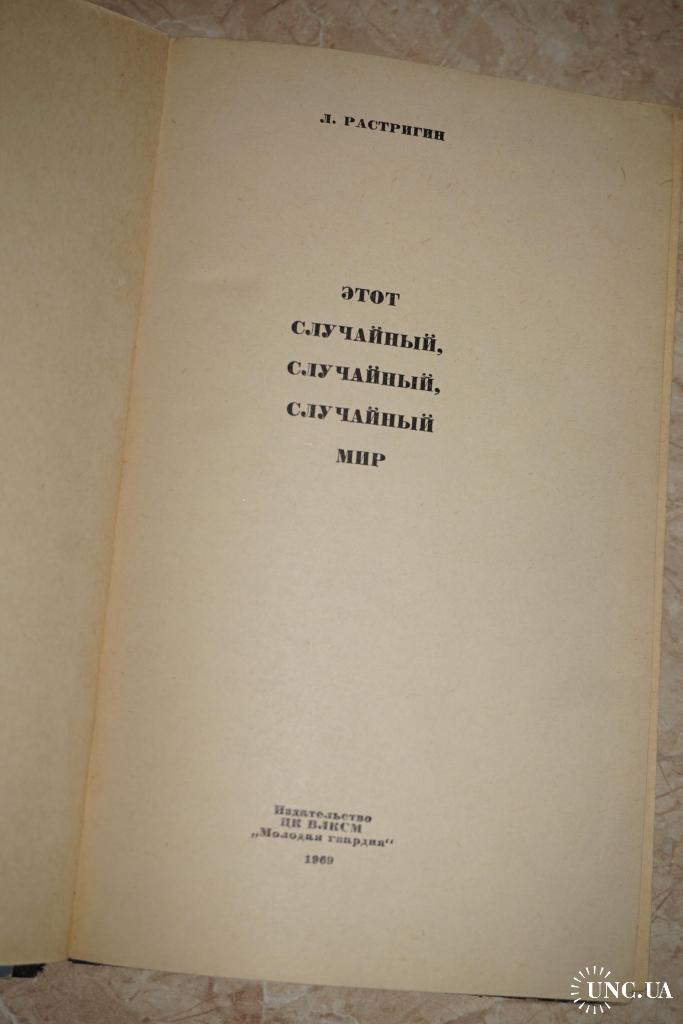 Л. РАСТРИГИН
ЭТОТ
СЛУЧАЙНЫЙ,
СЛУЧАЙНЫЙ,
СЛУЧАЙНЫЙ
МИР
Издательство
ЦК ВЛКСМ
„Молодая гвардия“
1969
UNC.UA